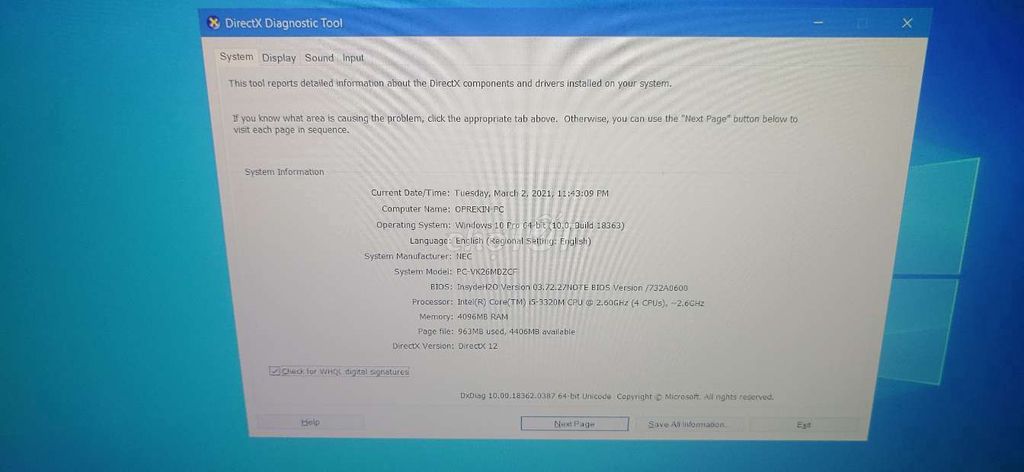 DirectX Diagnostic Tool
System Display Sound Input
This tool reports detailed information about the DirectX components and drivers installed on your system.
If you know what area is causing the problem, click the appropriate tab above. Otherwise, you can use the "Next Page" button below to
visit each page in sequence.
System Information
Current Date/Time: Tuesday, March 2, 2021, 11:43:09 PM
Computer Name: OPREKIN-PC
Operating System: Windows 10 Pro 64-bit (10.0, Build 18363)
Language: English (Regional Setting: English)
System Manufacturer: NEC
System Model: PC-VK26MDZCF
BIOS: InsydeH2O Version 03.72.27NOTE BIOS Version /732A0600
Processor: Intel(R) Core(TM) i5-3320M CPU @ 2.60GHz (4 CPUs), ~2.6GHz
Memory: 4096MB RAM
Page file: 963MB used, 4406MB available
DirectX Version: DirectX 12
Check for WHQL digital signatures
DxDiag 10.00.18362.0387 64-bit Unicode Copyright © Microsoft. All rights reserved.
Help Next Page Save All Information... Exit